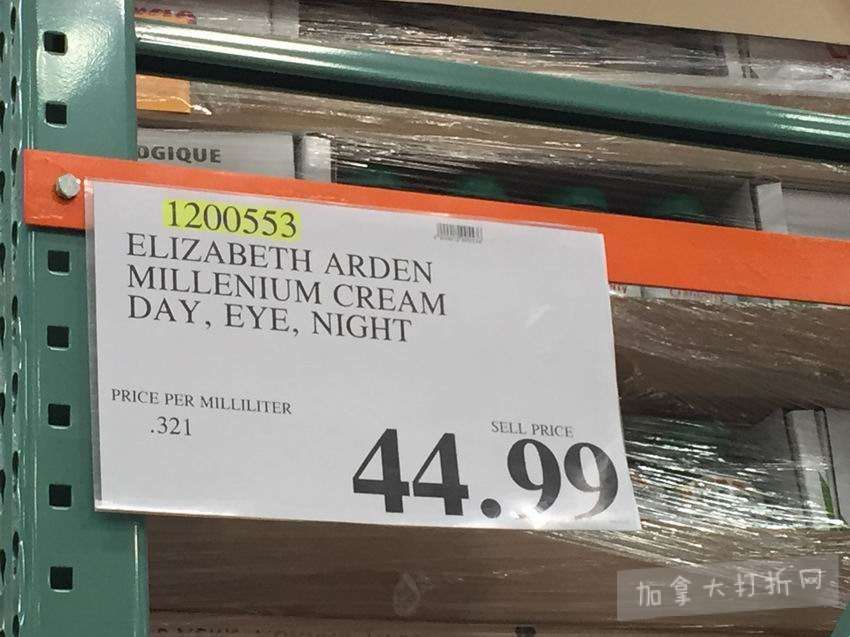 OGIQUE
1200553
ELIZABETH ARDEN
MILLENIUM CREAM
DAY, EYE, NIGHT
PRICE PER MILLILITER
.321
SELL PRICE
44.99
加拿大打折网